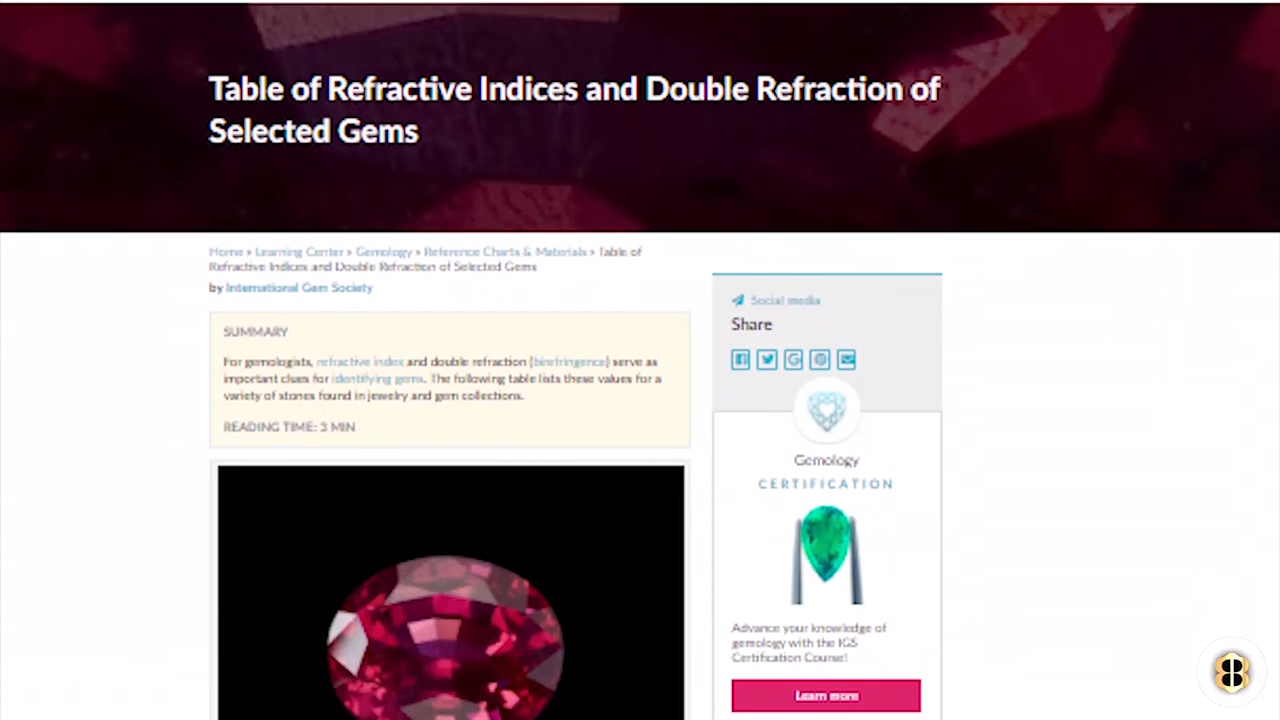 Table of Refractive Indices and Double Refraction of
Selected Gems
Home » Learning Center » Gemology » Reference Charts & Materials » Table of
Refractive Indices and Double Refraction of Selected Gems
by International Gem Society
SUMMARY
For gemologists, refractive index and double refraction (birefringence) serve as
important clues for identifying gems. The following table lists these values for a
variety of stones found in jewelry and gem collections.
READING TIME: 3 MIN
Social media
Share
Gemology
CERTIFICATION
Advance your knowledge of
gemology with the IGS
Certification Course!
Learn more